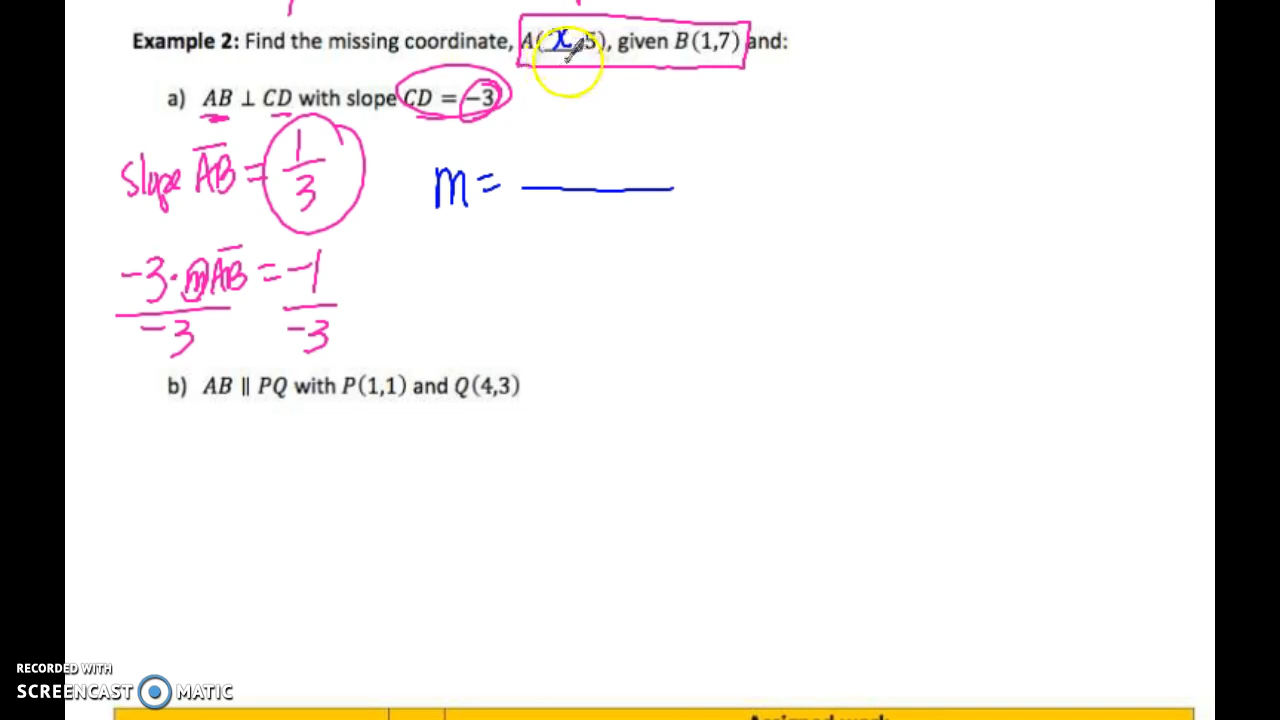 Example 2: Find the missing coordinate, A(x, 5), given B(1,7) and:
a) AB ⊥ CD with slope CD = −3
slope AB = 1/3
m =
-3 · mAB = -1
-3 -3
b) AB ∥ PQ with P(1,1) and Q(4,3)
RECORDED WITH
SCREENCAST MATIC
Assigned work